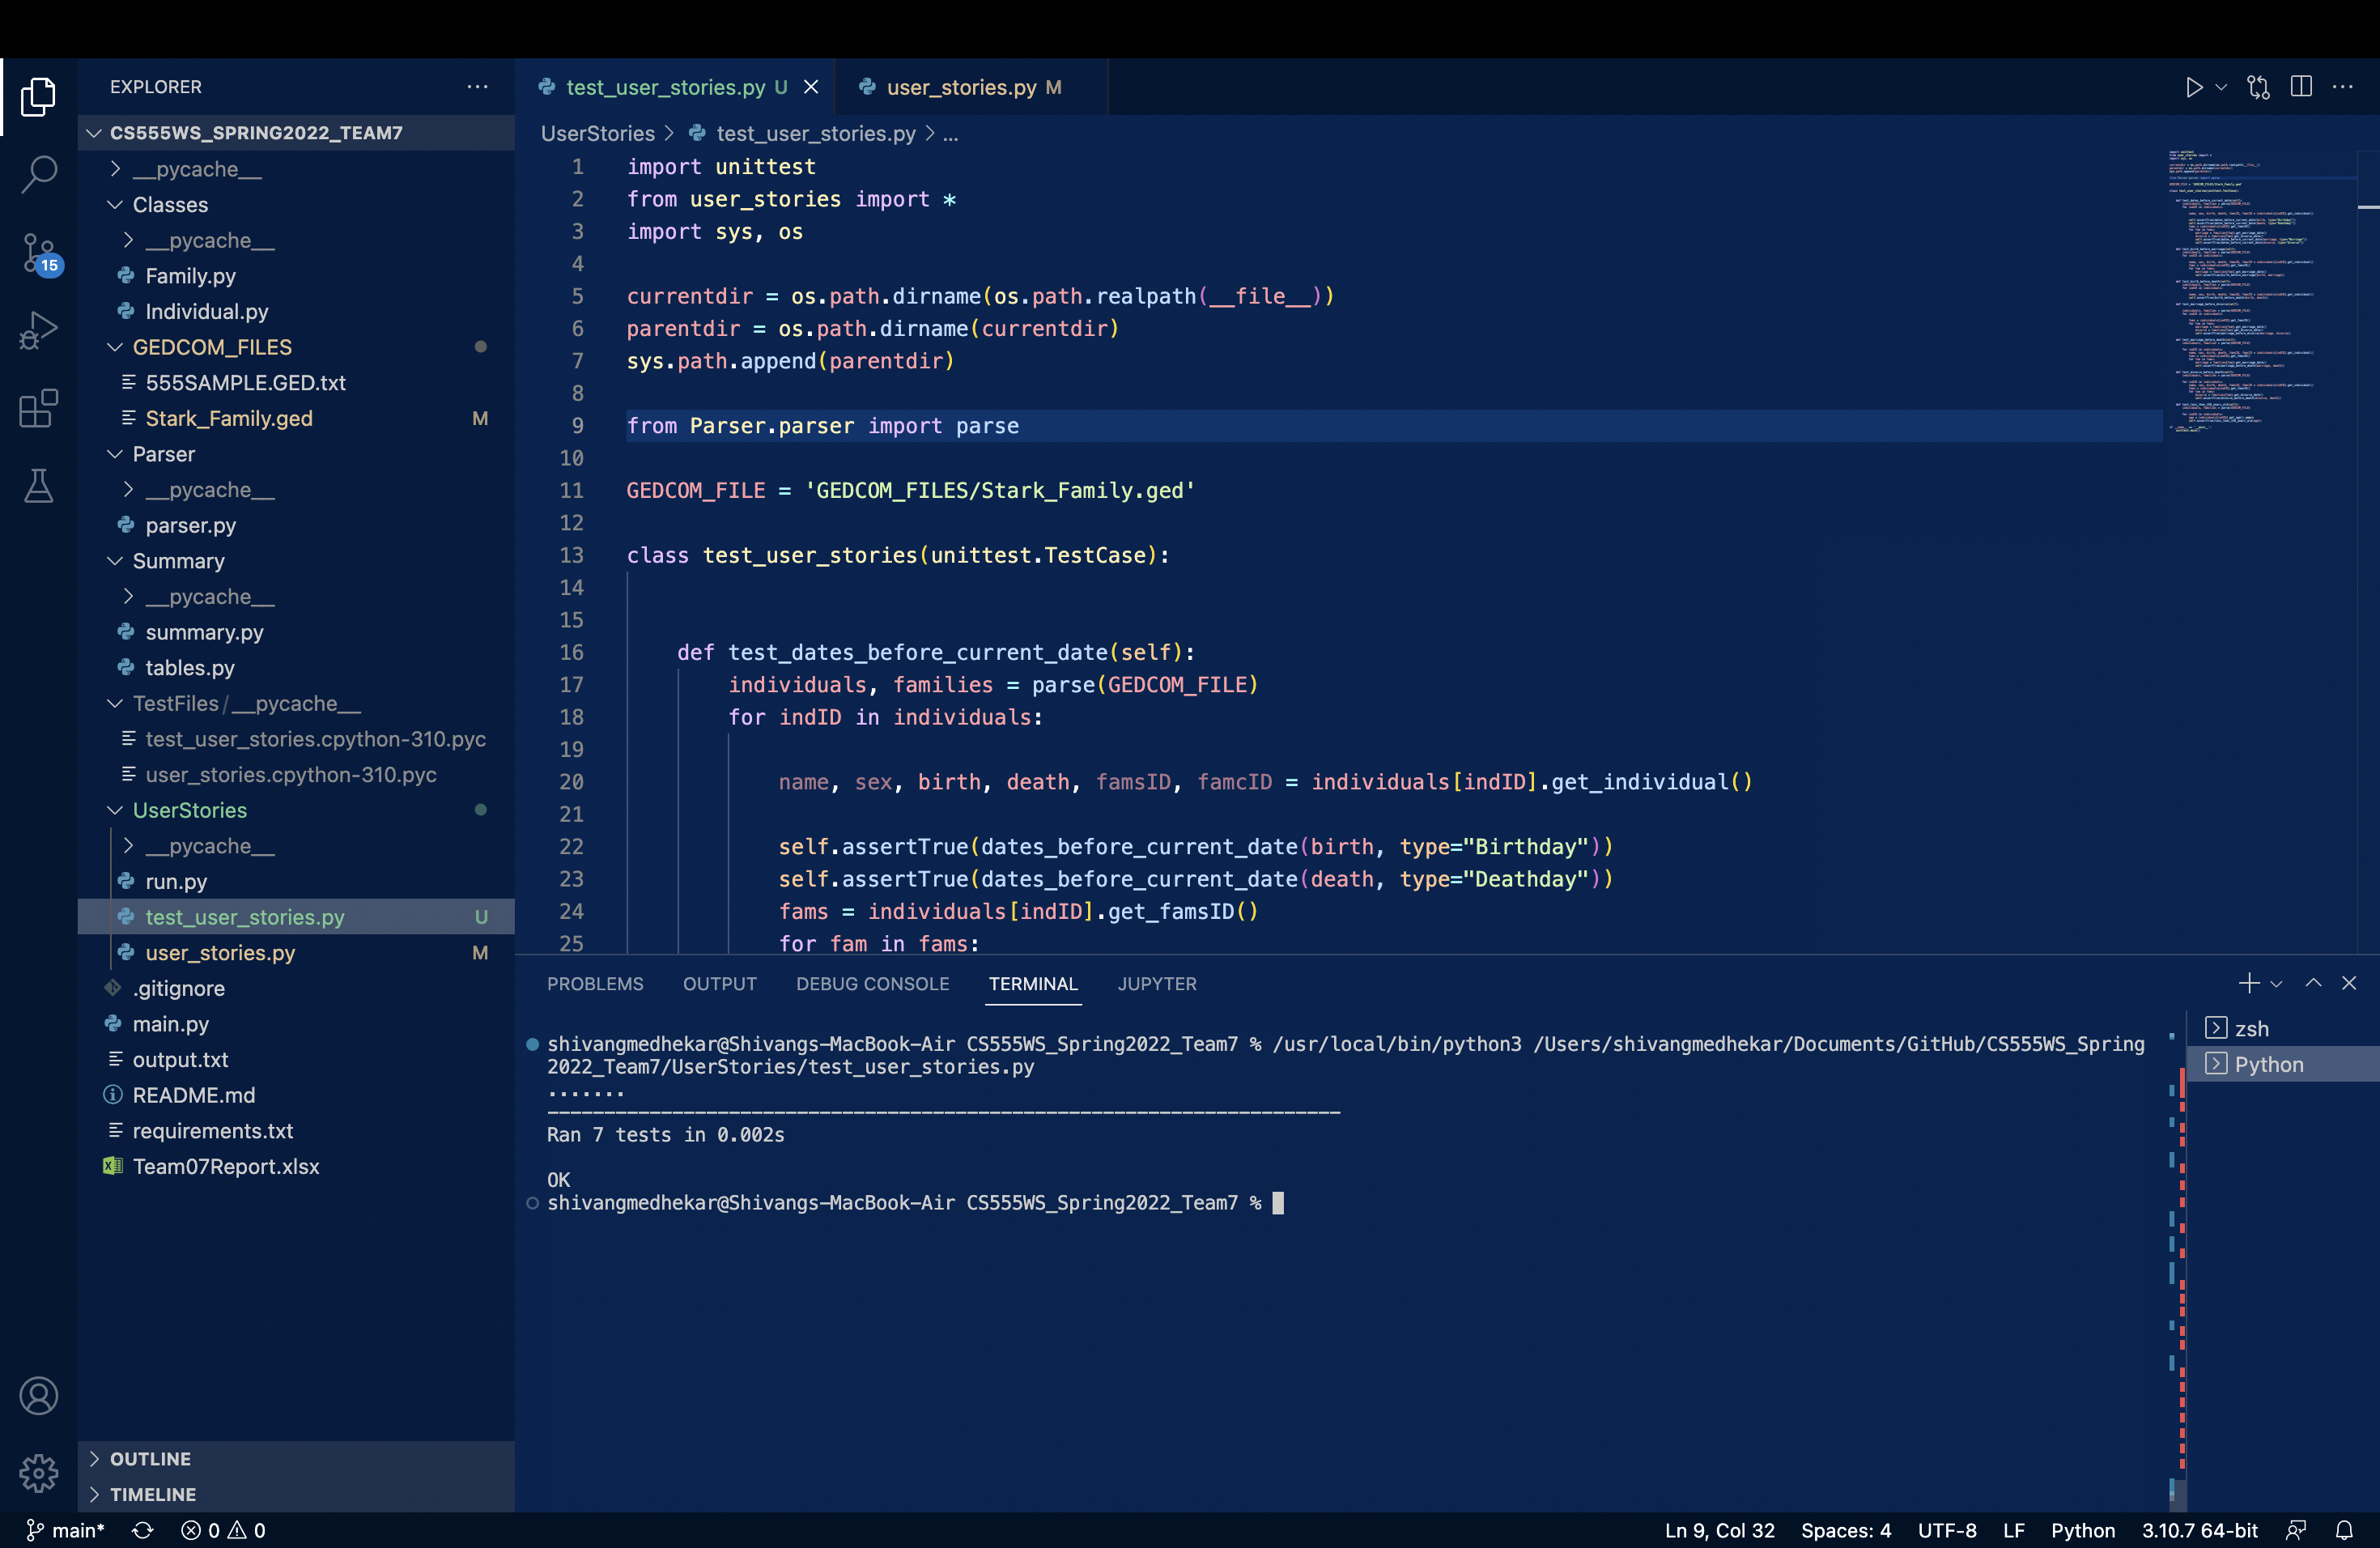 EXPLORER
CS555WS_SPRING2022_TEAM7
__pycache__
Classes
__pycache__
Family.py
Individual.py
GEDCOM_FILES
555SAMPLE.GED.txt
Stark_Family.ged M
Parser
__pycache__
parser.py
Summary
__pycache__
summary.py
tables.py
TestFiles/__pycache__
test_user_stories.cpython-310.pyc
user_stories.cpython-310.pyc
UserStories
__pycache__
run.py
test_user_stories.py U
user_stories.py M
.gitignore
main.py
output.txt
README.md
requirements.txt
Team07Report.xlsx
OUTLINE
TIMELINE
15
test_user_stories.py U
user_stories.py M
UserStories > test_user_stories.py > ...
1 import unittest
2 from user_stories import *
3 import sys, os
4
5 currentdir = os.path.dirname(os.path.realpath(__file__))
6 parentdir = os.path.dirname(currentdir)
7 sys.path.append(parentdir)
8
9 from Parser.parser import parse
10
11 GEDCOM_FILE = 'GEDCOM_FILES/Stark_Family.ged'
12
13 class test_user_stories(unittest.TestCase):
14
15
16 def test_dates_before_current_date(self):
17 individuals, families = parse(GEDCOM_FILE)
18 for indID in individuals:
19
20 name, sex, birth, death, famsID, famcID = individuals[indID].get_individual()
21
22 self.assertTrue(dates_before_current_date(birth, type="Birthday"))
23 self.assertTrue(dates_before_current_date(death, type="Deathday"))
24 fams = individuals[indID].get_famsID()
25 for fam in fams:
PROBLEMS OUTPUT DEBUG CONSOLE TERMINAL JUPYTER
shivangmedhekar@Shivangs-MacBook-Air CS555WS_Spring2022_Team7 % /usr/local/bin/python3 /Users/shivangmedhekar/Documents/GitHub/CS555WS_Spring
2022_Team7/UserStories/test_user_stories.py
.......
----------------------------------------------------------------------
Ran 7 tests in 0.002s
OK
shivangmedhekar@Shivangs-MacBook-Air CS555WS_Spring2022_Team7 %
zsh
Python
main* 0 0 Ln 9, Col 32 Spaces: 4 UTF-8 LF Python 3.10.7 64-bit